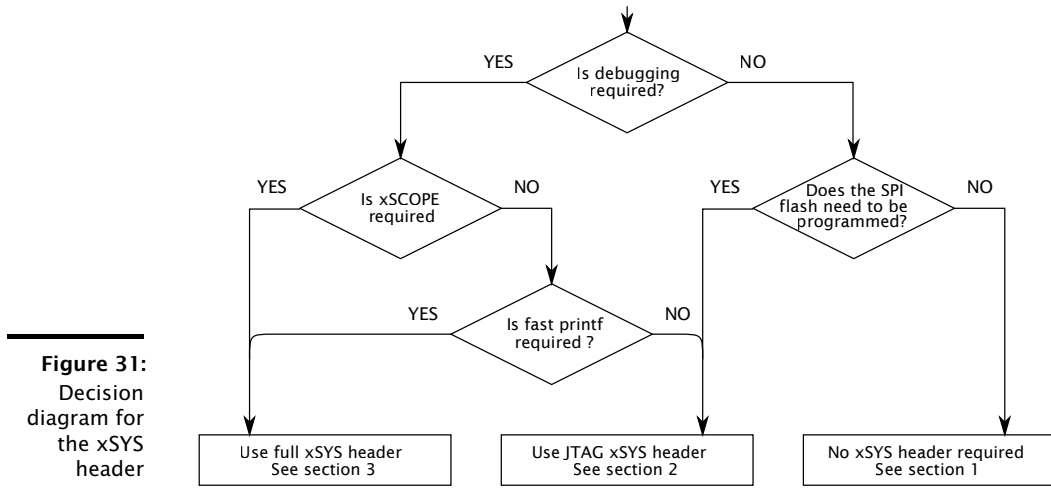 Is debugging
required?
YES
NO
Is xSCOPE
required
YES
NO
Does the SPI
flash need to be
programmed?
YES
NO
Is fast printf
required ?
YES
NO
Figure 31:
Decision
diagram for
the xSYS
header
Use full xSYS header
See section 3
Use JTAG xSYS header
See section 2
No xSYS header required
See section 1